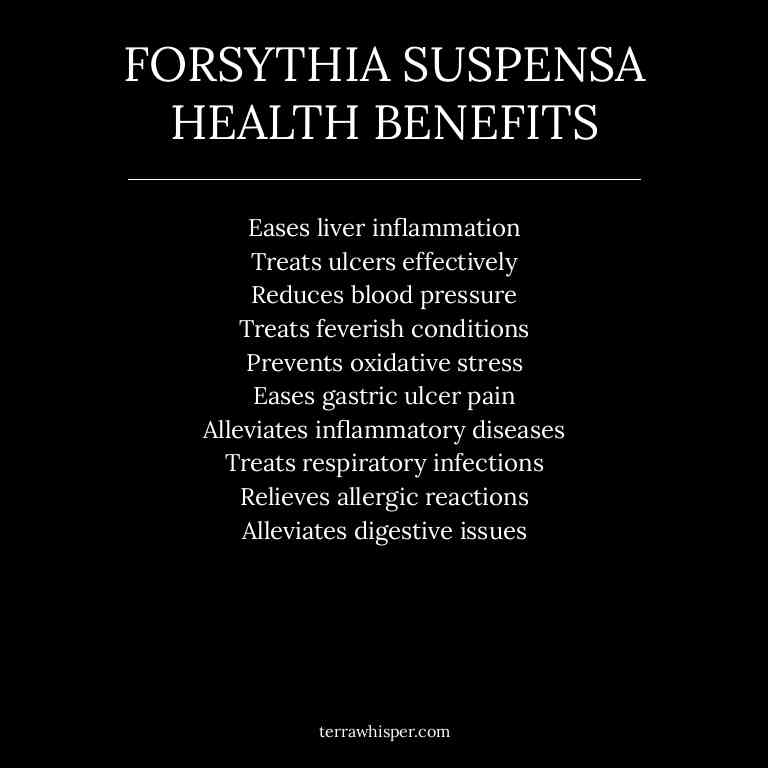 FORSYTHIA SUSPENSA
HEALTH BENEFITS
Eases liver inflammation
Treats ulcers effectively
Reduces blood pressure
Treats feverish conditions
Prevents oxidative stress
Eases gastric ulcer pain
Alleviates inflammatory diseases
Treats respiratory infections
Relieves allergic reactions
Alleviates digestive issues
terrawhisper.com